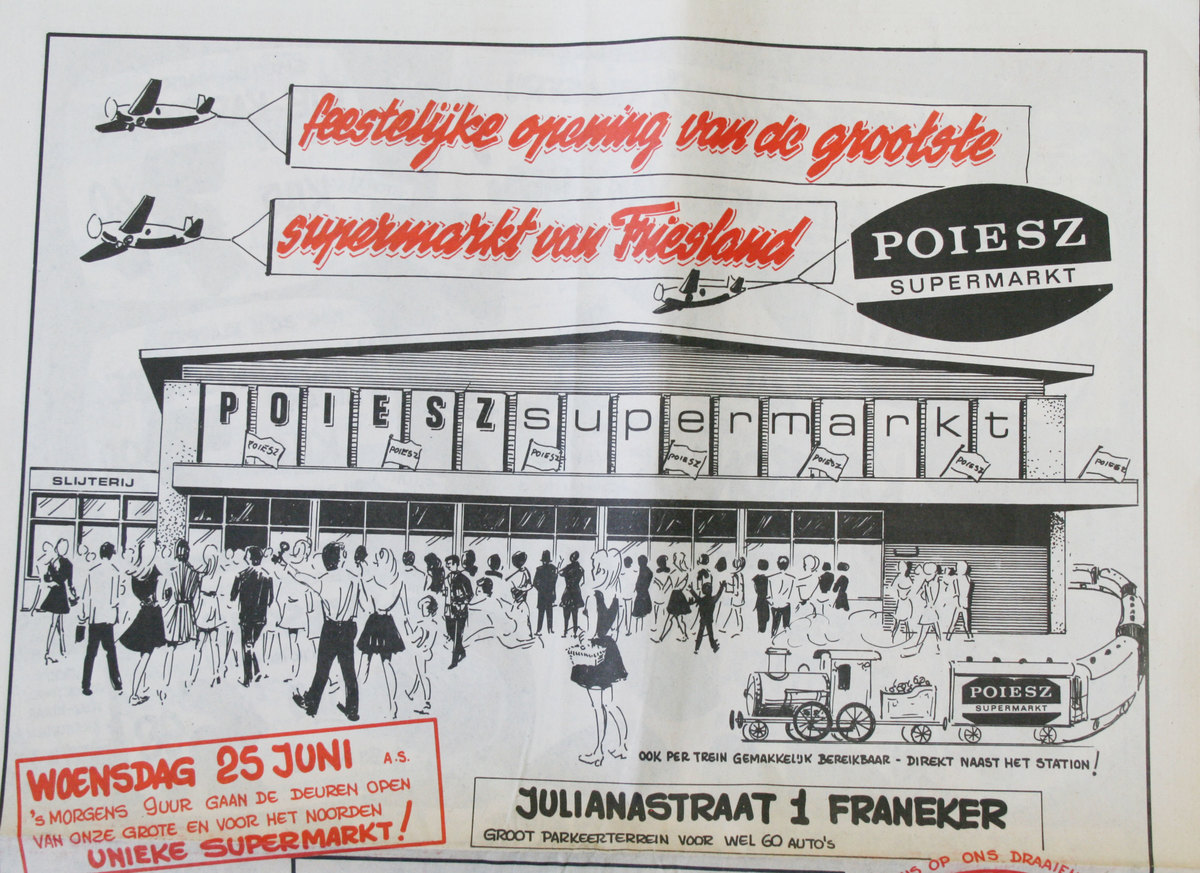 feestelijke opening van de grootste
supermarkt van Friesland
POIESZ
SUPERMARKT
POIESZ supermarkt
POIESZ
POIESZ
POIESZ
POIESZ
POIESZ
POIESZ
POIESZ
SLIJTERIJ
POIESZ
SUPERMARKT
OOK PER TREIN GEMAKKELIJK BEREIKBAAR - DIREKT NAAST HET STATION!
WOENSDAG 25 JUNI A.S.
's MORGENS 9 UUR GAAN DE DEUREN OPEN
VAN ONZE GROTE EN VOOR HET NOORDEN
UNIEKE SUPERMARKT!
JULIANASTRAAT 1 FRANEKER
GROOT PARKEERTERREIN VOOR WEL 60 AUTO'S
OP ONS